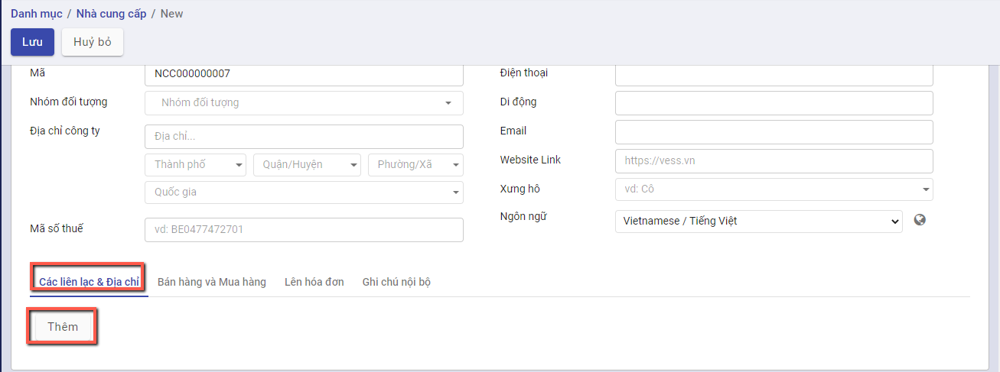 Danh mục / Nhà cung cấp / New
Lưu
Huỷ bỏ
Mã
NCC000000007
Điện thoại
Nhóm đối tượng
Nhóm đối tượng
Di động
Địa chỉ công ty
Địa chỉ...
Email
Thành phố
Quận/Huyện
Phường/Xã
Website Link
https://vess.vn
Quốc gia
Xưng hô
vd: Cô
Mã số thuế
vd: BE0477472701
Ngôn ngữ
Vietnamese / Tiếng Việt
Các liên lạc & Địa chỉ
Bán hàng và Mua hàng
Lên hóa đơn
Ghi chú nội bộ
Thêm